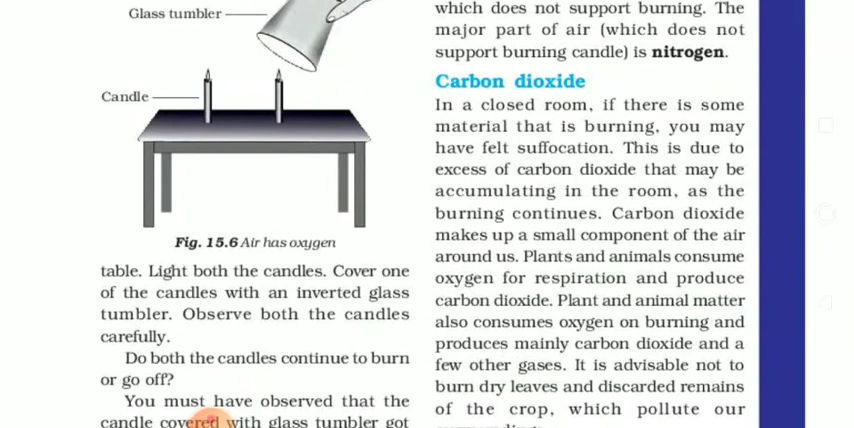 Glass tumbler
Candle
Fig. 15.6 Air has oxygen
table. Light both the candles. Cover one
of the candles with an inverted glass
tumbler. Observe both the candles
carefully.
Do both the candles continue to burn
or go off?
You must have observed that the
candle covered with glass tumbler got
which does not support burning. The
major part of air (which does not
support burning candle) is nitrogen.
Carbon dioxide
In a closed room, if there is some
material that is burning, you may
have felt suffocation. This is due to
excess of carbon dioxide that may be
accumulating in the room, as the
burning continues. Carbon dioxide
makes up a small component of the air
around us. Plants and animals consume
oxygen for respiration and produce
carbon dioxide. Plant and animal matter
also consumes oxygen on burning and
produces mainly carbon dioxide and a
few other gases. It is advisable not to
burn dry leaves and discarded remains
of the crop, which pollute our